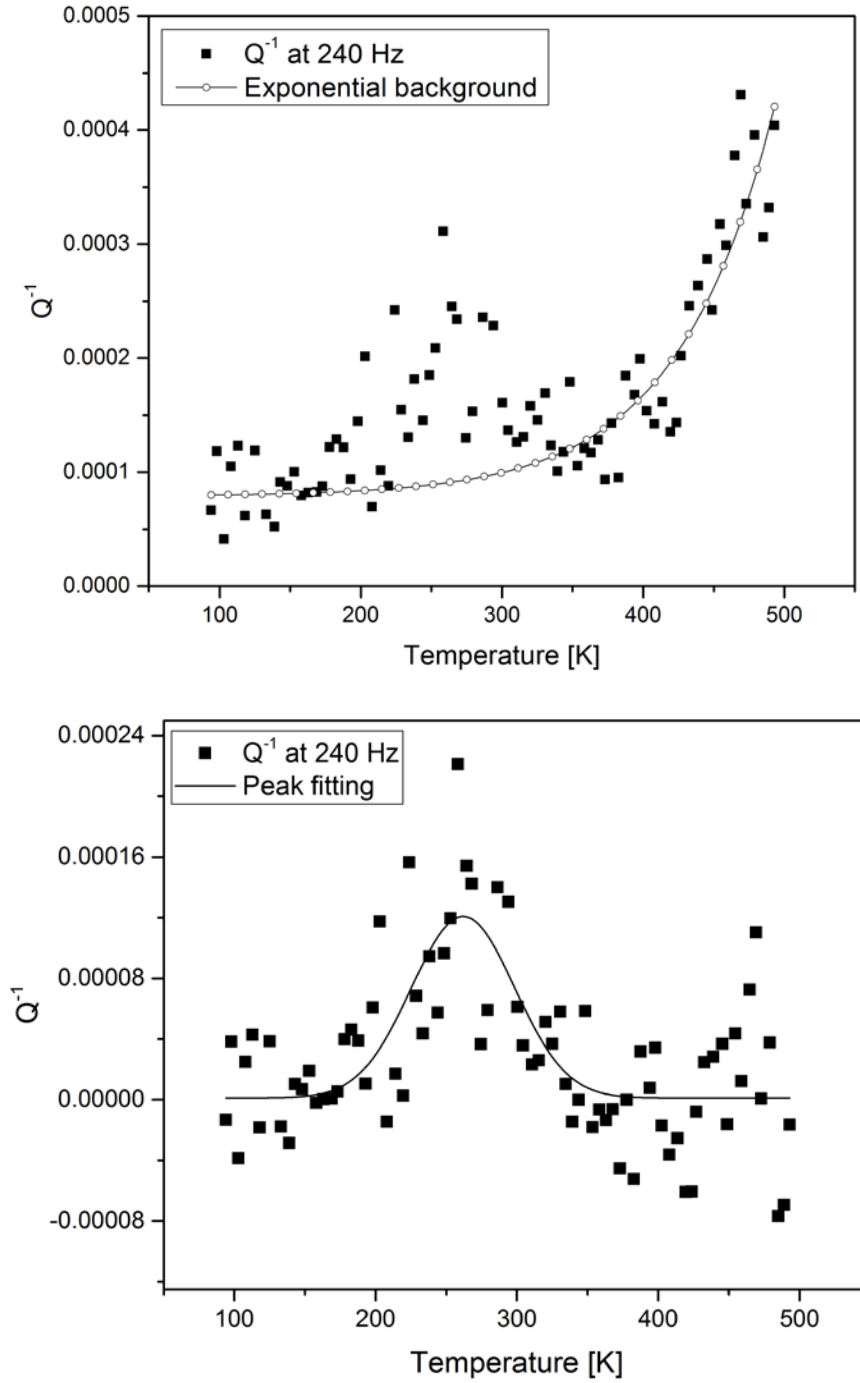 0.0005
Q⁻¹ at 240 Hz
Exponential background
0.0004
0.0003
0.0002
0.0001
0.0000
Q⁻¹
100 200 300 400 500
Temperature [K]
0.00024
Q⁻¹ at 240 Hz
Peak fitting
0.00016
0.00008
0.00000
-0.00008
Q⁻¹
100 200 300 400 500
Temperature [K]